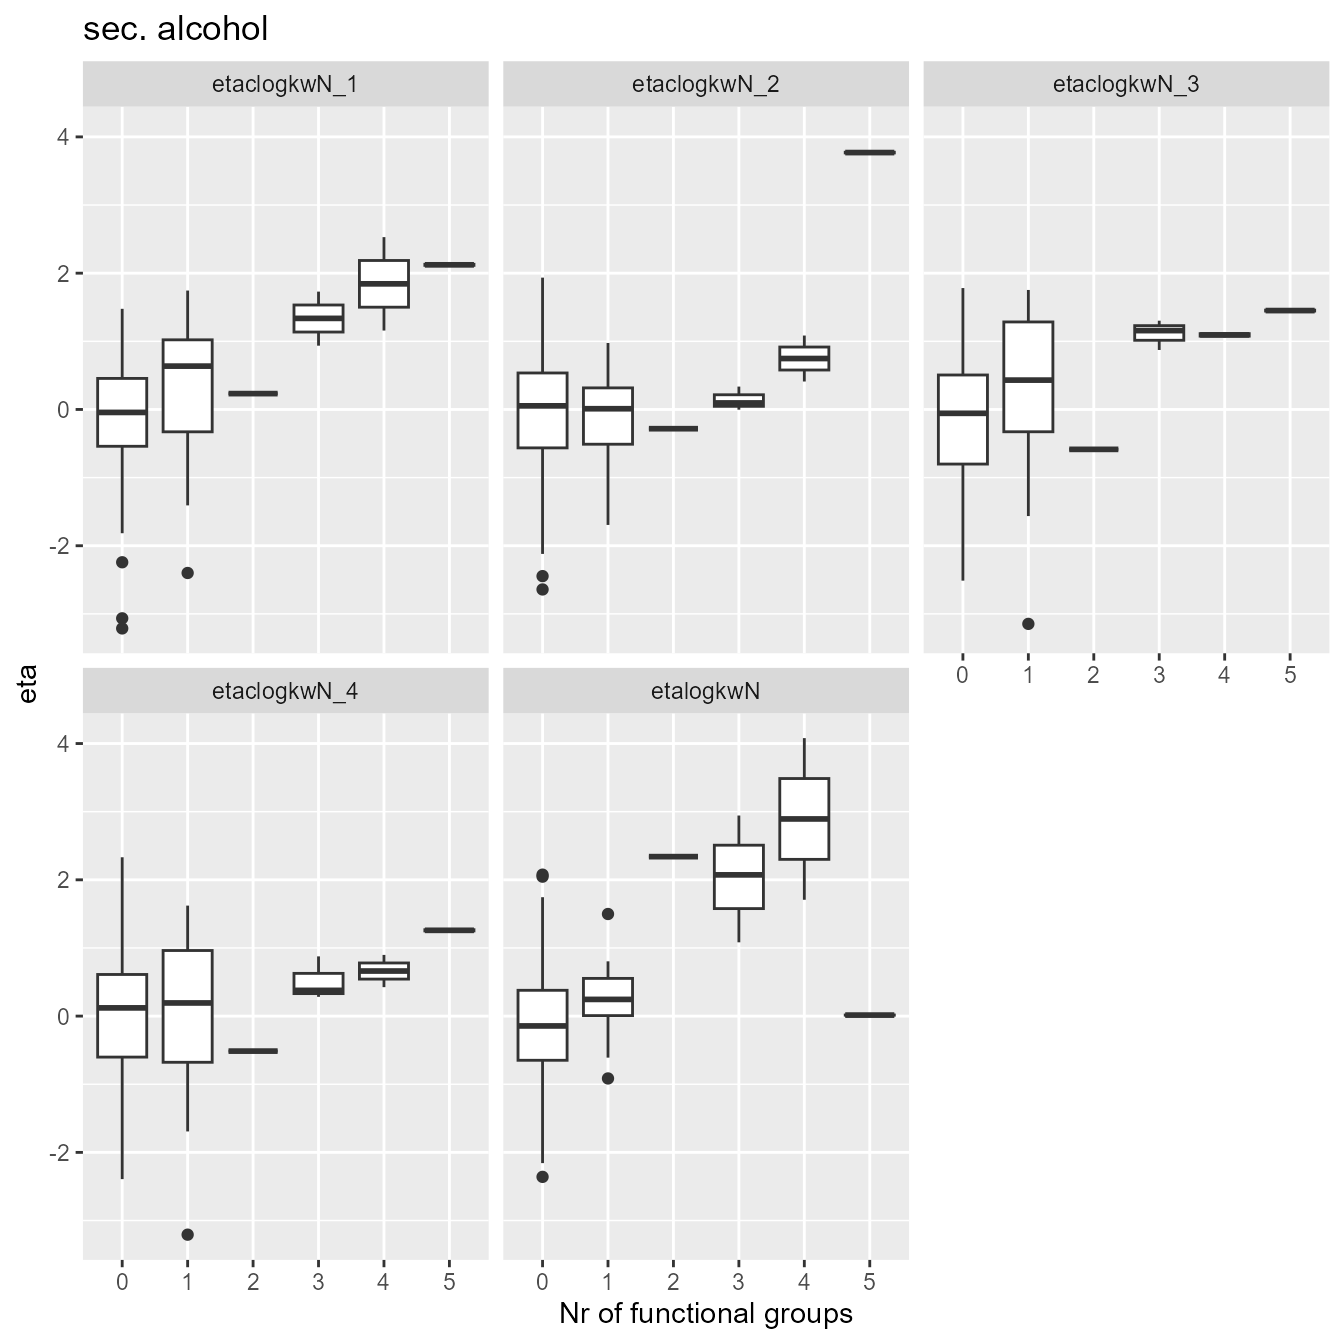 sec. alcohol
etaclogkwN_1 etaclogkwN_2 etaclogkwN_3
4
2
0
-2
0 1 2 3 4 5
eta
etaclogkwN_4 etalogkwN
4
2
0
-2
0 1 2 3 4 5 0 1 2 3 4 5
Nr of functional groups